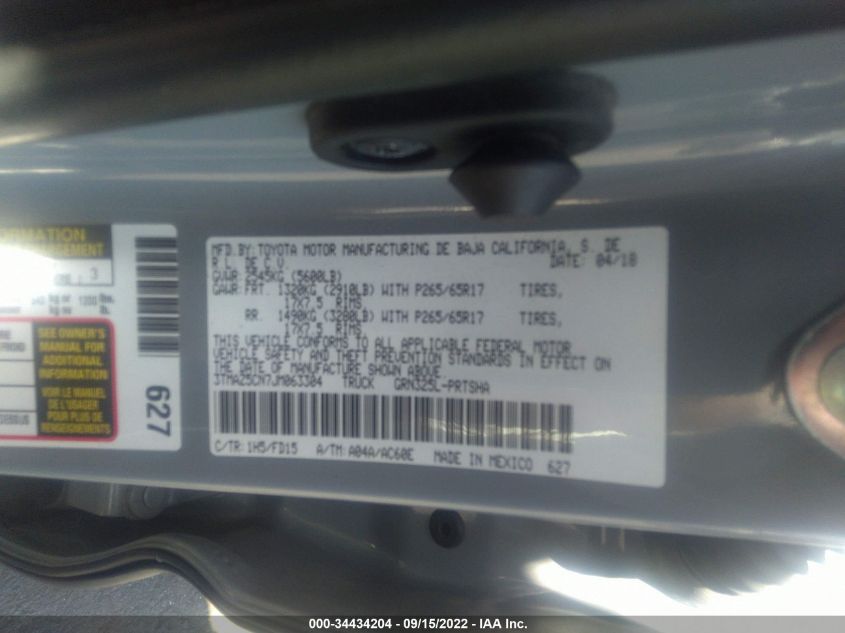 MFD.BY: TOYOTA MOTOR MANUFACTURING DE BAJA CALIFORNIA, S. DE
R.L. DE C.V. DATE: 04/18
GVWR: 2545KG (5600LB)
GAWR: FRT. 1320KG (2910LB) WITH P265/65R17 TIRES,
17X7.5 RIMS
RR. 1490KG (3280LB) WITH P265/65R17 TIRES,
17X7.5 RIMS
THIS VEHICLE CONFORMS TO ALL APPLICABLE FEDERAL MOTOR
VEHICLE SAFETY AND THEFT PREVENTION STANDARDS IN EFFECT ON
THE DATE OF MANUFACTURE SHOWN ABOVE.
3TMAZ5CN7JM063304 TRUCK GRN325L-PRTSHA
C/TR: 1H5/FD15 A/TM: A04A/AC60E MADE IN MEXICO 627
3
SEE OWNER'S
MANUAL FOR
ADDITIONAL
INFORMATION
VOIR LE MANUEL
DE L'USAGER
POUR PLUS DE
RENSEIGNEMENTS
627
000-34434204 - 09/15/2022 - IAA Inc.